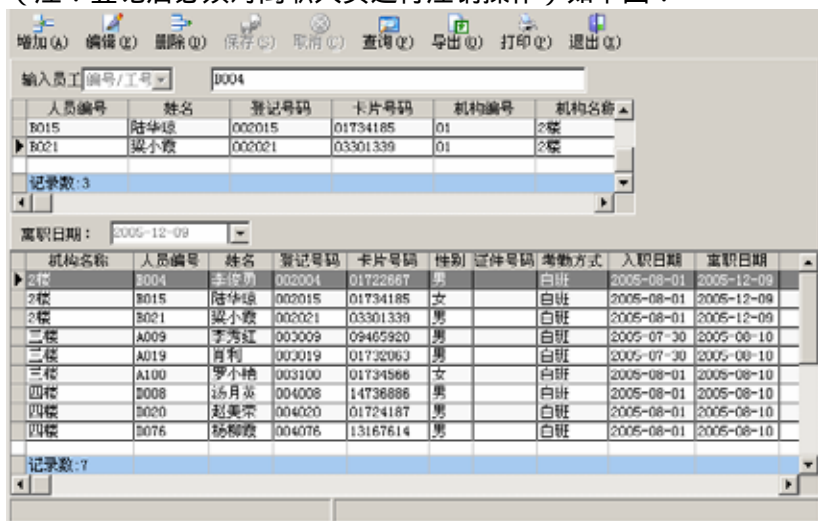 增加(A) 编辑(E) 删除(D) 保存(S) 取消(C) 查询(F) 导出(O) 打印(P) 退出(X)
输入员工 编号/工号 B004
人员编号 姓名 登记号码 卡片号码 机构编号 机构名称
B015 陆华琼 002015 01734185 01 2楼
B021 梁小霞 002021 03301339 01 2楼
记录数:3
离职日期： 2005-12-09
机构名称 人员编号 姓名 登记号码 卡片号码 性别 证件号码 考勤方式 入职日期 离职日期
2楼 B004 李俊勇 002004 01722667 男 白班 2005-08-01 2005-12-09
2楼 B015 陆华琼 002015 01734185 女 白班 2005-08-01 2005-12-09
2楼 B021 梁小霞 002021 03301339 男 白班 2005-08-01 2005-12-09
三楼 A009 李秀红 003009 09465920 男 白班 2005-07-30 2005-08-10
三楼 A019 肖利 003019 01732063 男 白班 2005-07-30 2005-08-10
三楼 A100 罗小艳 003100 01734566 女 白班 2005-08-01 2005-08-10
四楼 D008 汤月英 004008 14736886 男 白班 2005-08-01 2005-08-10
四楼 D020 赵美荣 004020 01724187 男 白班 2005-08-01 2005-08-10
四楼 D076 杨柳霞 004076 13167614 男 白班 2005-08-01 2005-08-10
记录数:7